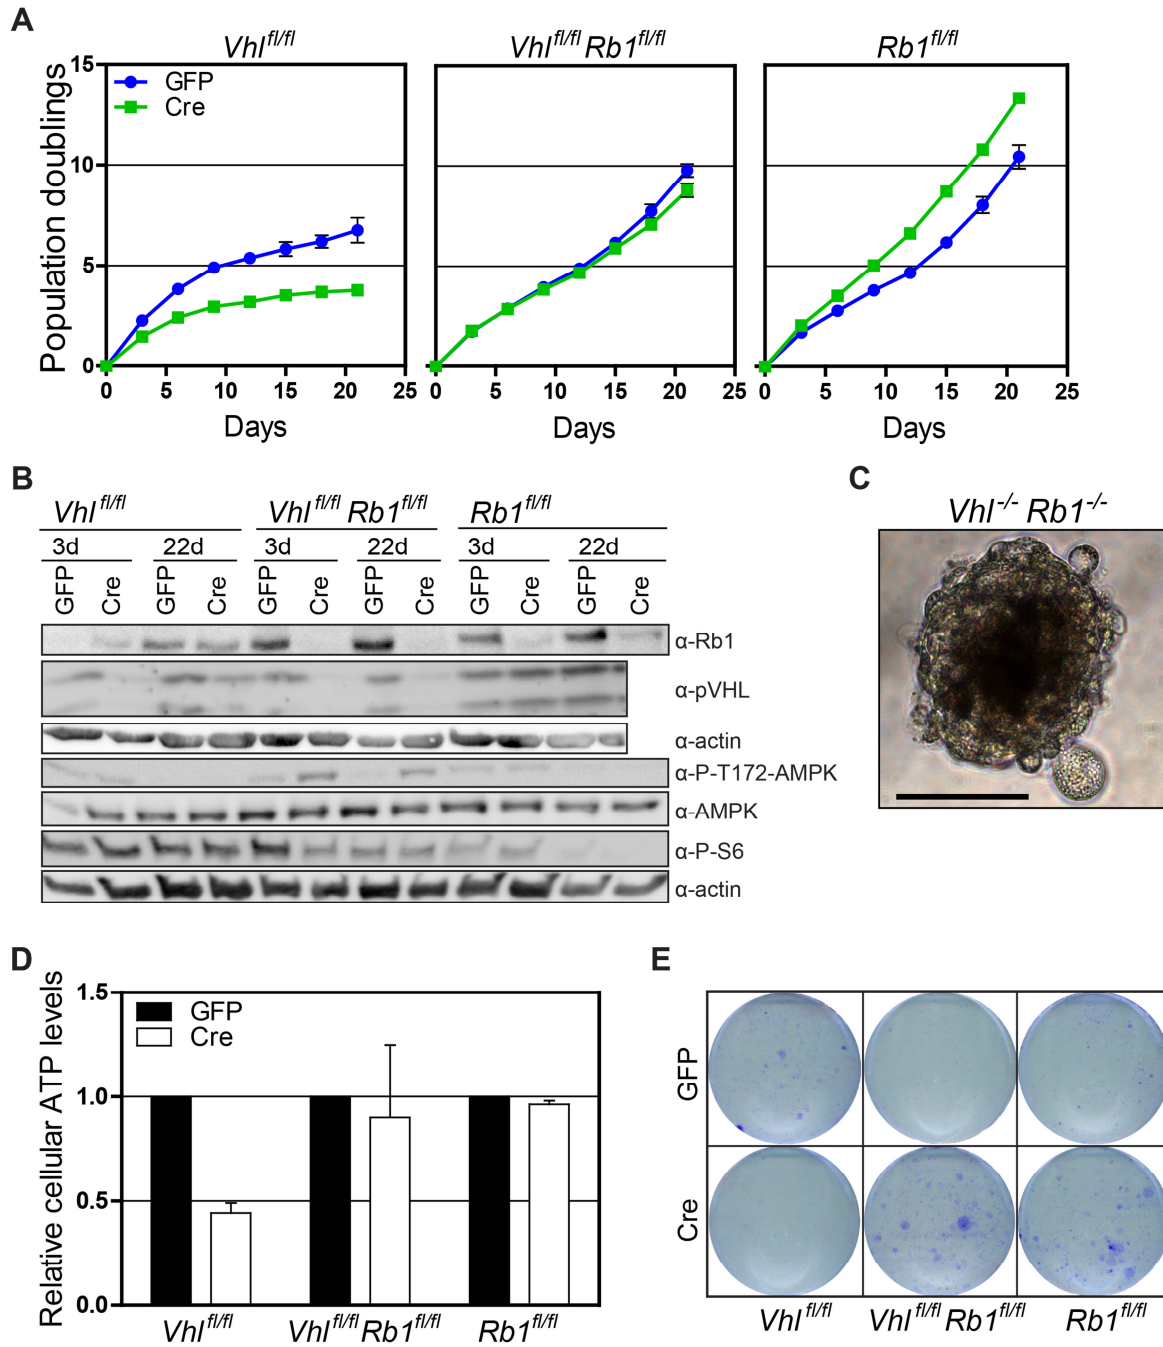 A
Vhl fl/fl
Vhl fl/fl Rb1 fl/fl
Rb1 fl/fl
Population doublings
15
10
5
0
GFP
Cre
0 5 10 15 20 25
0 5 10 15 20 25
0 5 10 15 20 25
Days
Days
Days
B
Vhl fl/fl
Vhl fl/fl Rb1 fl/fl
Rb1 fl/fl
3d 22d 3d 22d 3d 22d
GFP Cre GFP Cre GFP Cre GFP Cre GFP Cre GFP Cre
α-Rb1
α-pVHL
α-actin
α-P-T172-AMPK
α-AMPK
α-P-S6
α-actin
C
Vhl -/- Rb1 -/-
D
Relative cellular ATP levels
1.5
1.0
0.5
0.0
GFP
Cre
Vhl fl/fl
Vhl fl/fl Rb1 fl/fl
Rb1 fl/fl
E
GFP
Cre
Vhl fl/fl
Vhl fl/fl Rb1 fl/fl
Rb1 fl/fl